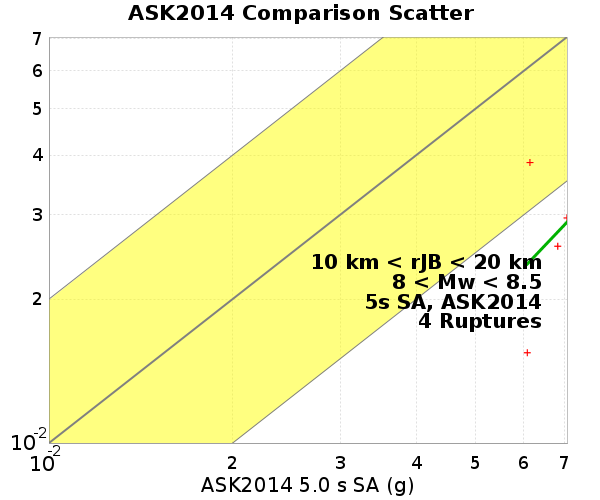 ASK2014 Comparison Scatter
7
6
5
4
3
2
10-2
10 km < rJB < 20 km
8 < Mw < 8.5
5s SA, ASK2014
4 Ruptures
10-2 2 3 4 5 6 7
ASK2014 5.0 s SA (g)